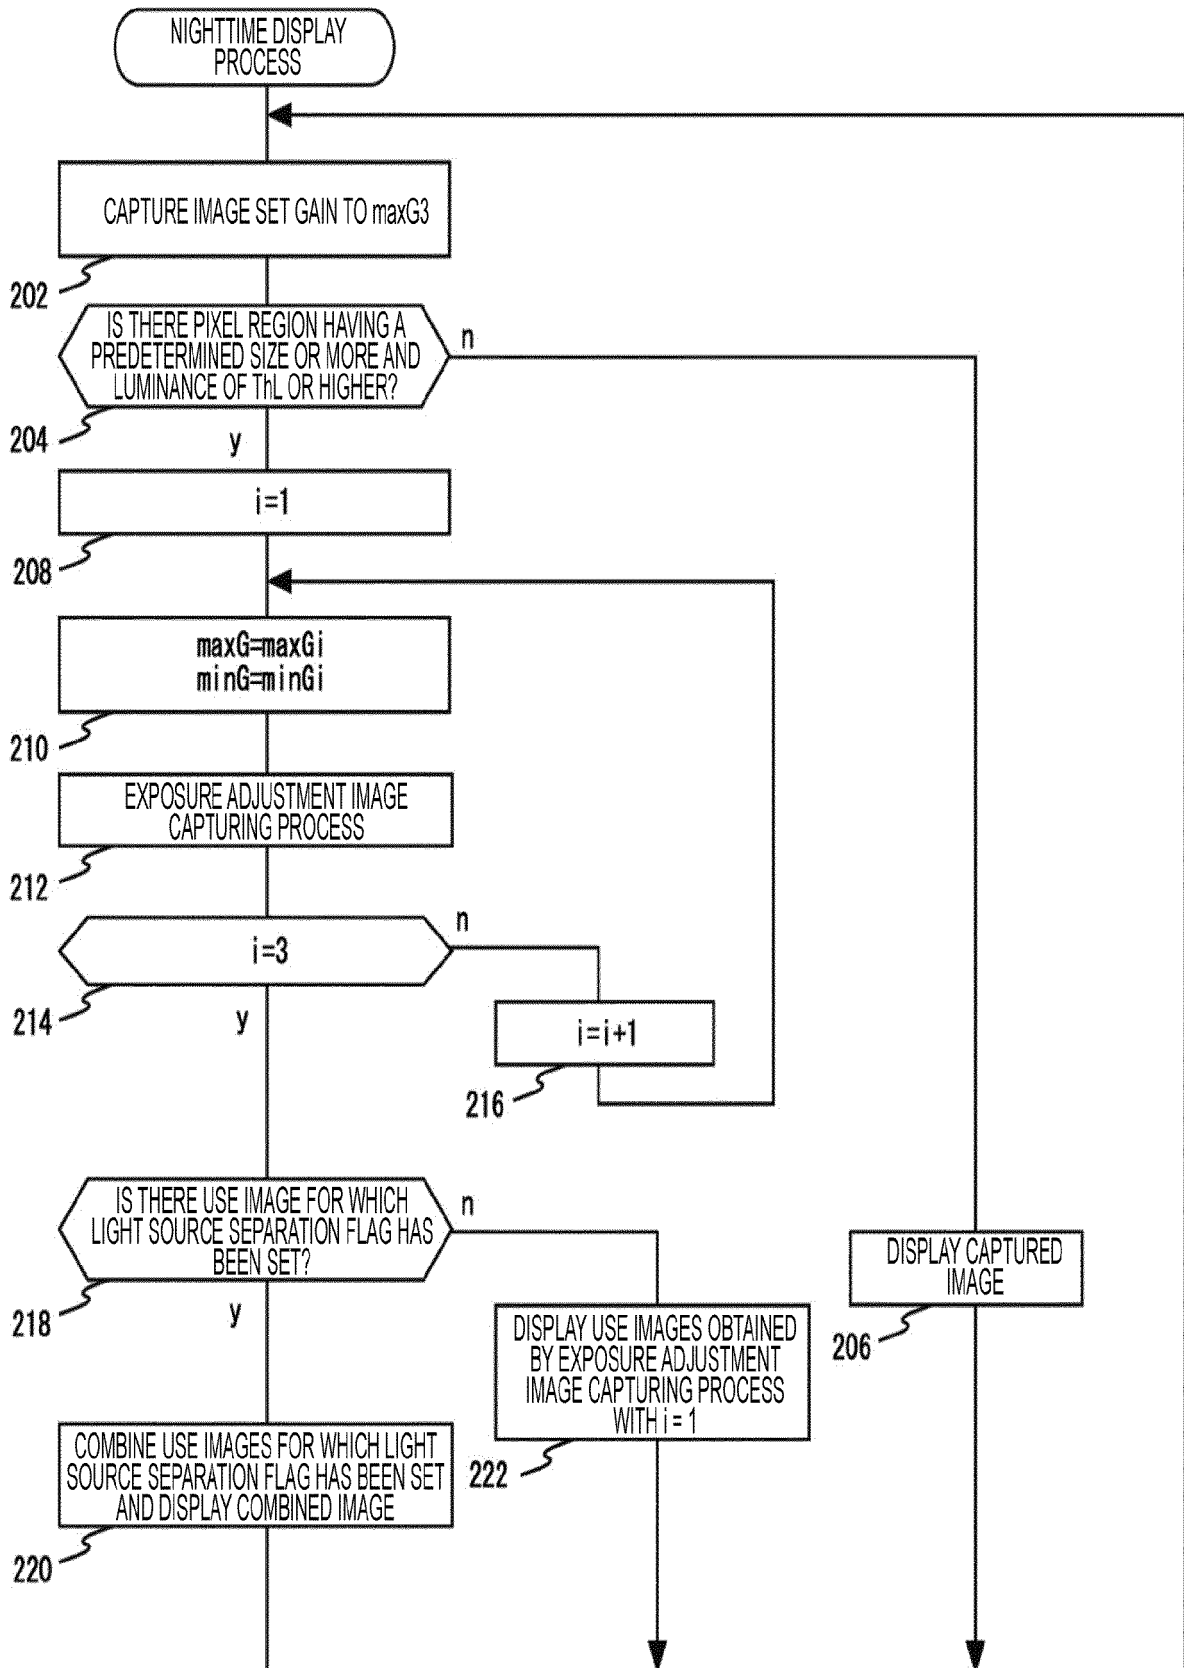 NIGHTTIME DISPLAY
PROCESS
CAPTURE IMAGE SET GAIN TO maxG3
202
IS THERE PIXEL REGION HAVING A
PREDETERMINED SIZE OR MORE AND
LUMINANCE OF ThL OR HIGHER?
n
204
y
i=1
208
maxG=maxGi
minG=minGi
210
EXPOSURE ADJUSTMENT IMAGE
CAPTURING PROCESS
212
i=3
n
214
y
i=i+1
216
IS THERE USE IMAGE FOR WHICH
LIGHT SOURCE SEPARATION FLAG HAS
BEEN SET?
n
218
y
DISPLAY CAPTURED
IMAGE
206
DISPLAY USE IMAGES OBTAINED
BY EXPOSURE ADJUSTMENT
IMAGE CAPTURING PROCESS
WITH i = 1
222
COMBINE USE IMAGES FOR WHICH LIGHT
SOURCE SEPARATION FLAG HAS BEEN SET
AND DISPLAY COMBINED IMAGE
220